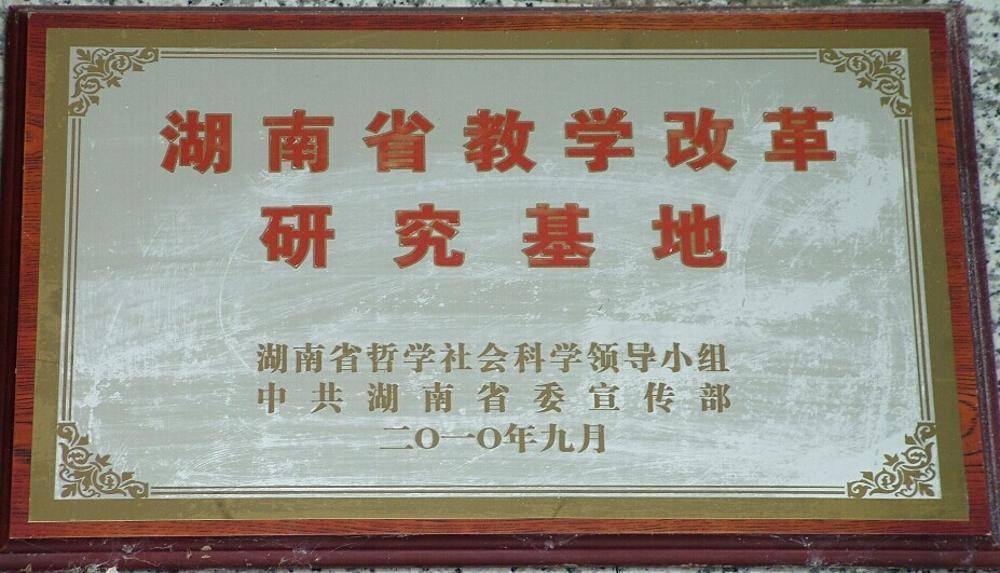 湖南省教学改革
研究基地
湖南省哲学社会科学领导小组
中共湖南省委宣传部
二O一O年九月